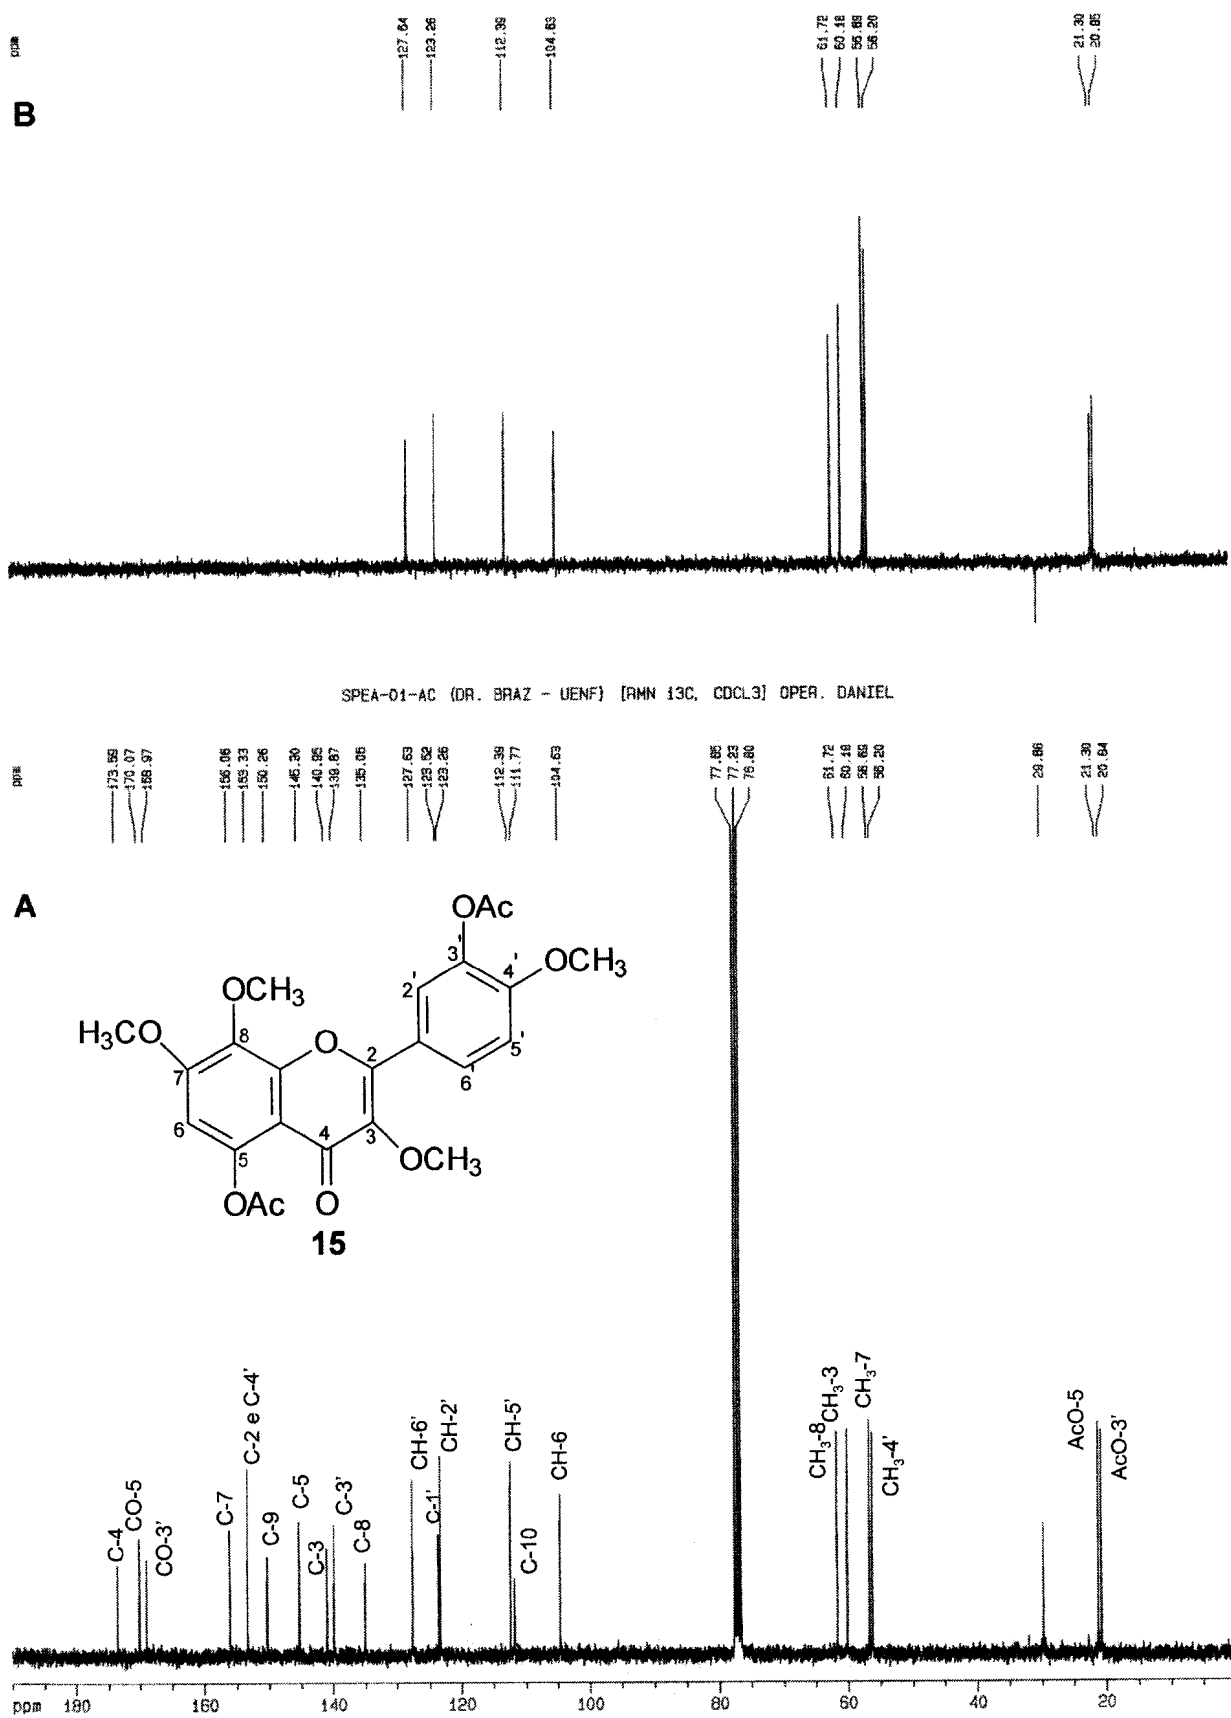 ppm
127.64
123.26
112.39
104.63
61.72
60.18
56.69
56.20
21.30
20.85
B
SPEA-01-AC (DR. BRAZ - UENF) [RMN 13C, CDCL3] OPER. DANIEL
ppm
173.59
170.07
168.97
156.06
153.33
150.26
145.30
140.95
139.87
135.05
127.63
123.52
123.26
112.39
111.77
104.63
77.65
77.23
76.80
61.72
60.18
56.69
56.20
29.86
21.30
20.84
A
OAc
3'
4'
OCH3
2'
OCH3
H3CO
8
O
2
5'
6'
7
6
5
4
3
OCH3
OAc
O
15
C-4
CO-5
CO-3'
C-7
C-2 e C-4'
C-9
C-5
C-3
C-3'
C-8
CH-6'
C-1'
CH-2'
CH-5'
C-10
CH-6
CH3-8
CH3-3
CH3-7
CH3-4'
AcO-5
AcO-3'
ppm 180 160 140 120 100 80 60 40 20